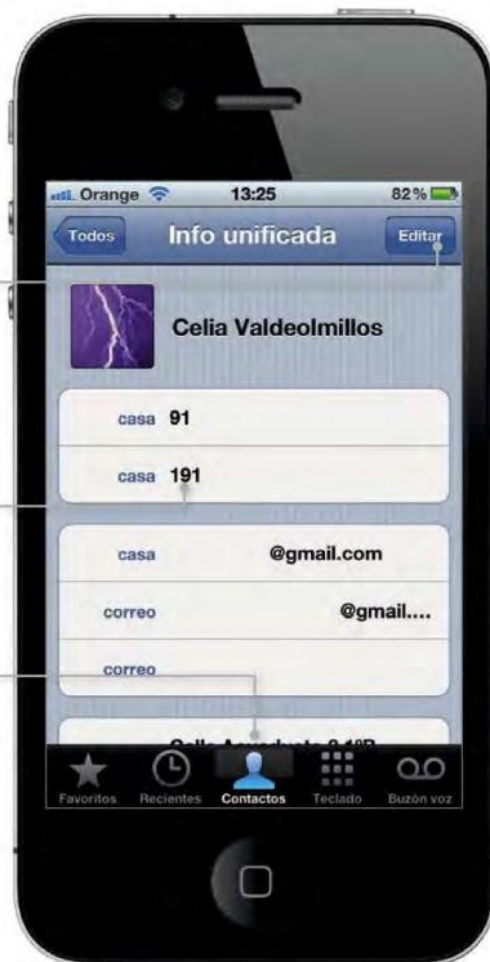 Orange 13:25 82%
Todos Info unificada Editar
Celia Valdeolmillos
casa 91
casa 191
casa @gmail.com
correo @gmail....
correo
Favoritos Recientes Contactos Teclado Buzón voz